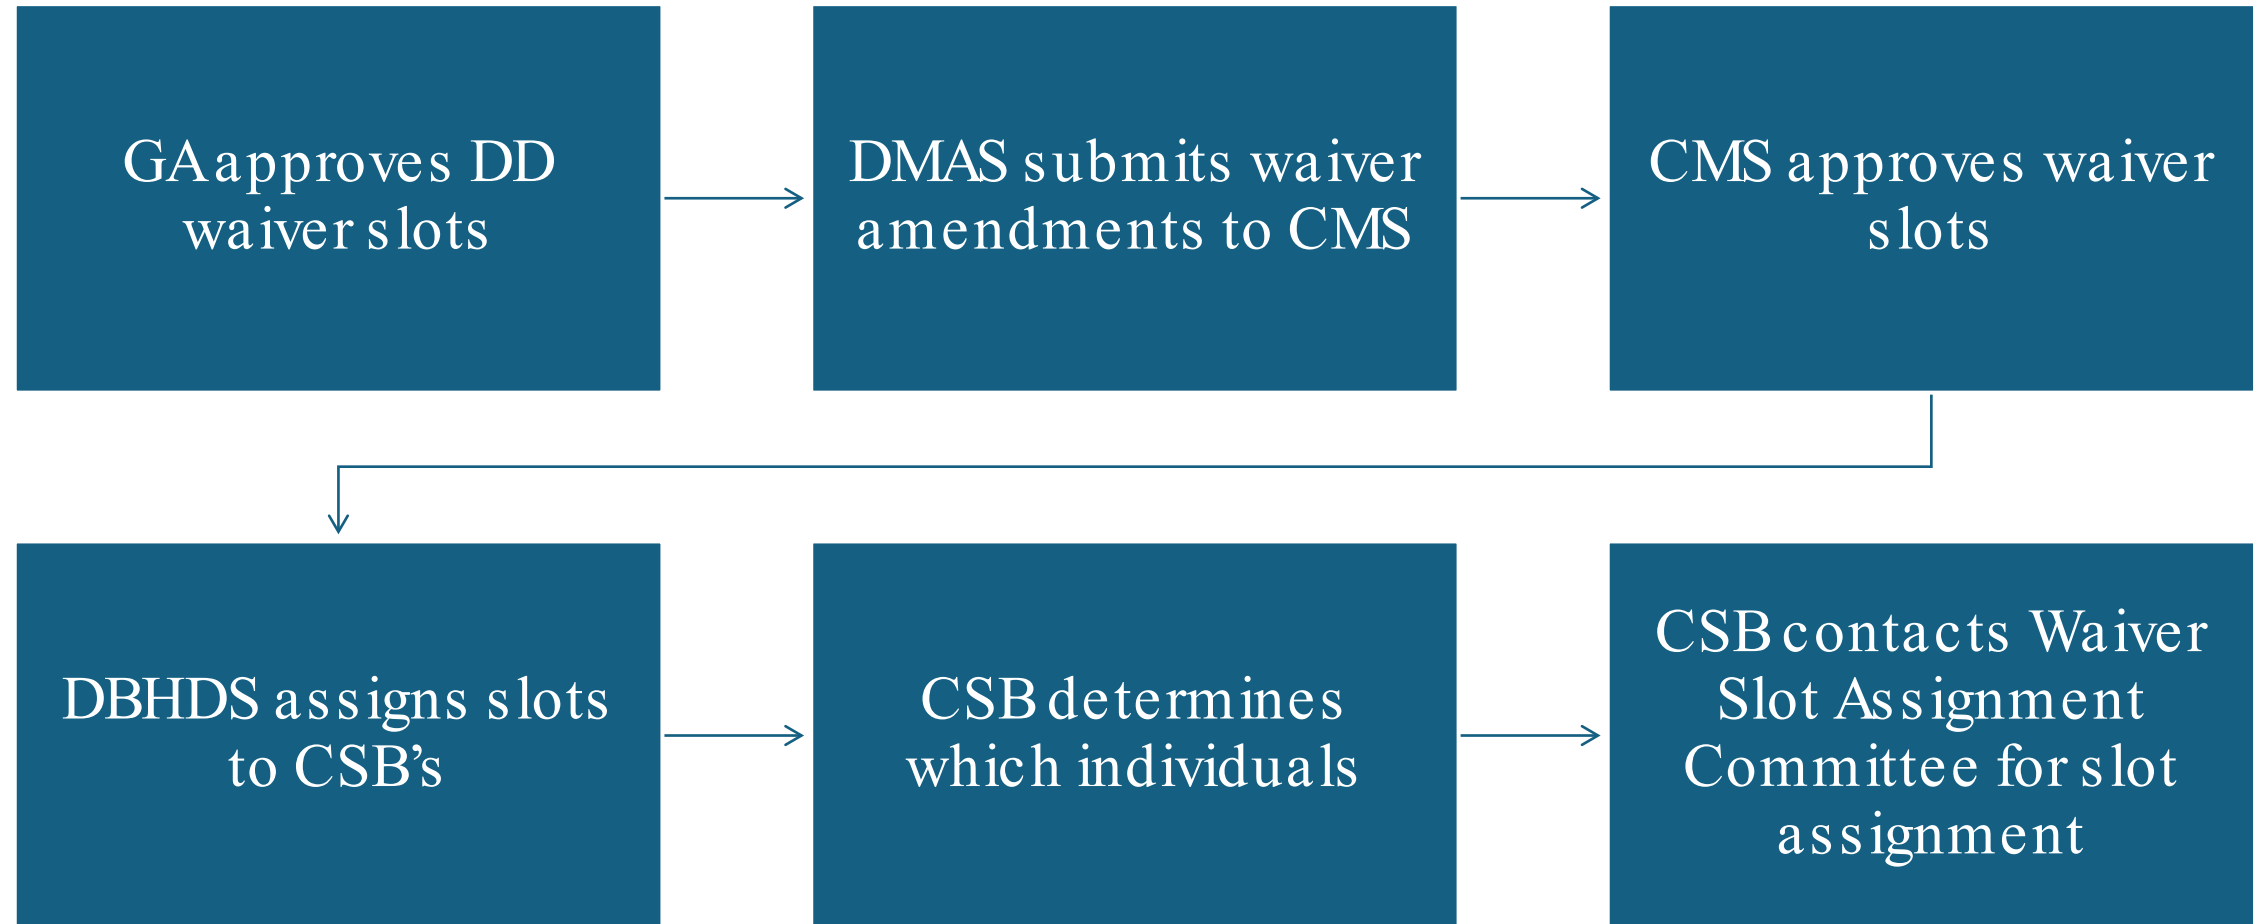 GA approves DD
waiver slots
DMAS submits waiver
amendments to CMS
CMS approves waiver
slots
DBHDS assigns slots
to CSB’s
CSB determines
which individuals
CSB contacts Waiver
Slot Assignment
Committee for slot
assignment